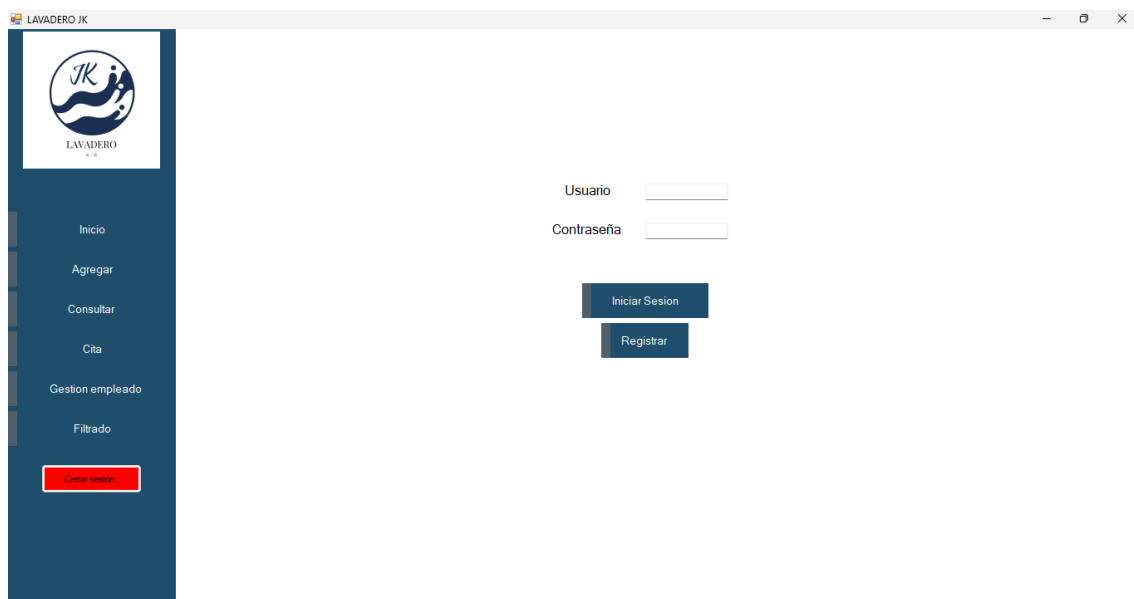 LAVADERO JK
JK
LAVADERO
Inicio
Agregar
Consultar
Cita
Gestion empleado
Filtrado
Cerrar sesion.
Usuario
Contraseña
Iniciar Sesion
Registrar